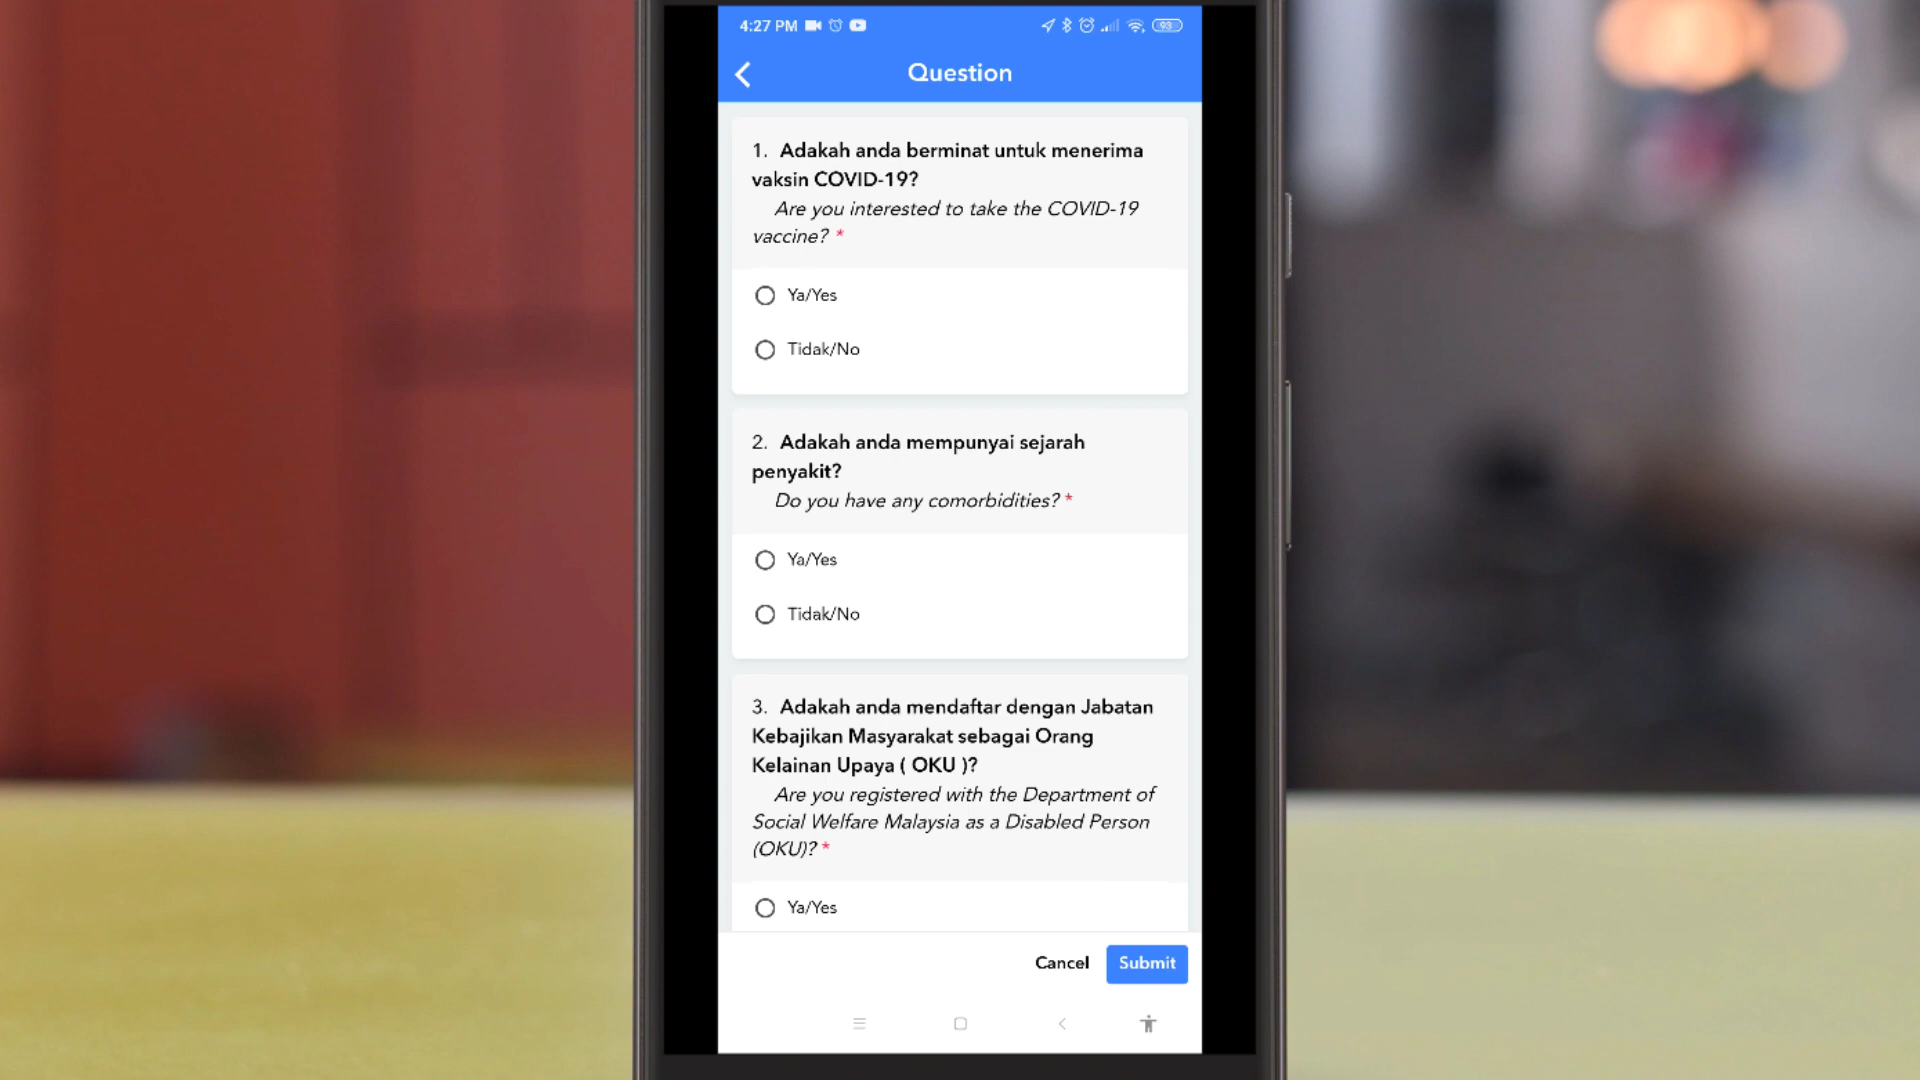 4:27 PM
93
Question
1. Adakah anda berminat untuk menerima
vaksin COVID-19?
Are you interested to take the COVID-19
vaccine? *
Ya/Yes
Tidak/No
2. Adakah anda mempunyai sejarah
penyakit?
Do you have any comorbidities? *
Ya/Yes
Tidak/No
3. Adakah anda mendaftar dengan Jabatan
Kebajikan Masyarakat sebagai Orang
Kelainan Upaya ( OKU )?
Are you registered with the Department of
Social Welfare Malaysia as a Disabled Person
(OKU)? *
Ya/Yes
Cancel
Submit